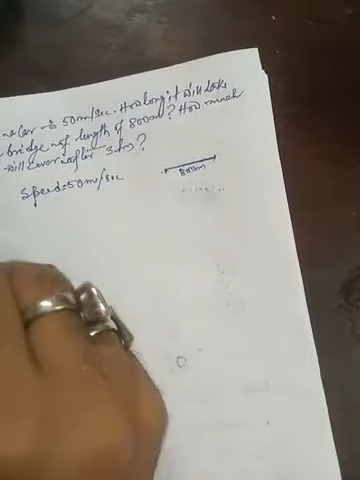 Car is 50m/sec. How long it will take
bridge of length of 800m? How much
will cover after 3 hrs?
Speed=50m/sec
800m